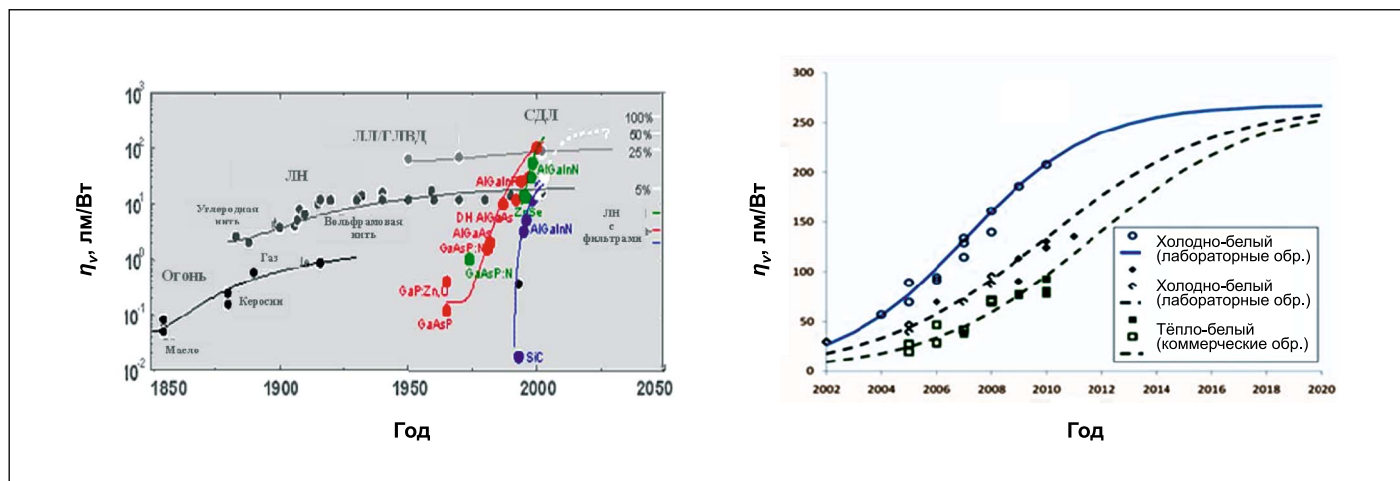 ηv, лм/Вт
10³
10²
10¹
10⁰
10⁻¹
10⁻²
СДЛ
ЛЛ/ГЛВД
100%
50%
25%
5%
?
ЛН
AlGaInP
AlGaInN
ZnSe
ЛН
с
фильтрами
Углеродная
нить
Вольфрамовая
нить
DH AlGaAs
AlGaInN
AlGaAs
GaAsP:N
GaAsP:N
Газ
Огонь
Керосин
GaP:Zn,O
GaAsP
Масло
SiC
1850
1900
1950
2000
2050
Год
ηv, лм/Вт
300
250
200
150
100
50
0
Холодно-белый
(лабораторные обр.)
Холодно-белый
(лабораторные обр.)
Тёпло-белый
(коммерческие обр.)
2002
2004
2006
2008
2010
2012
2014
2016
2018
2020
Год